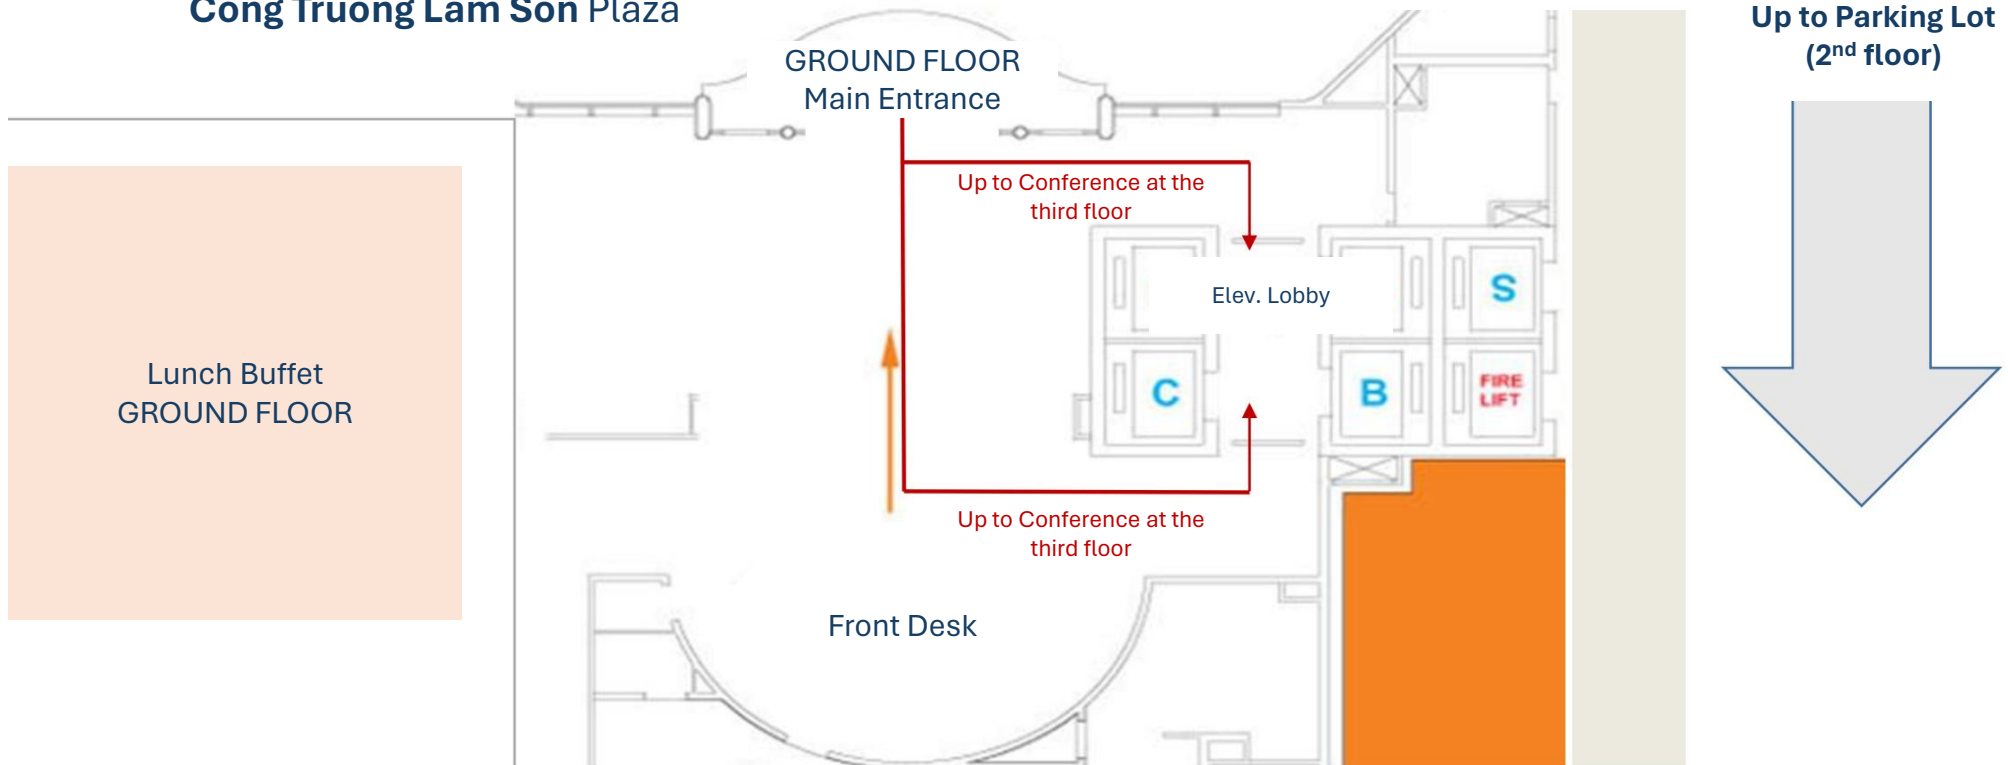 Cong Truong Lam Son Plaza
Up to Parking Lot
(2nd floor)
GROUND FLOOR
Main Entrance
Up to Conference at the
third floor
Elev. Lobby
S
Lunch Buffet
GROUND FLOOR
C
B
FIRE
LIFT
Up to Conference at the
third floor
Front Desk